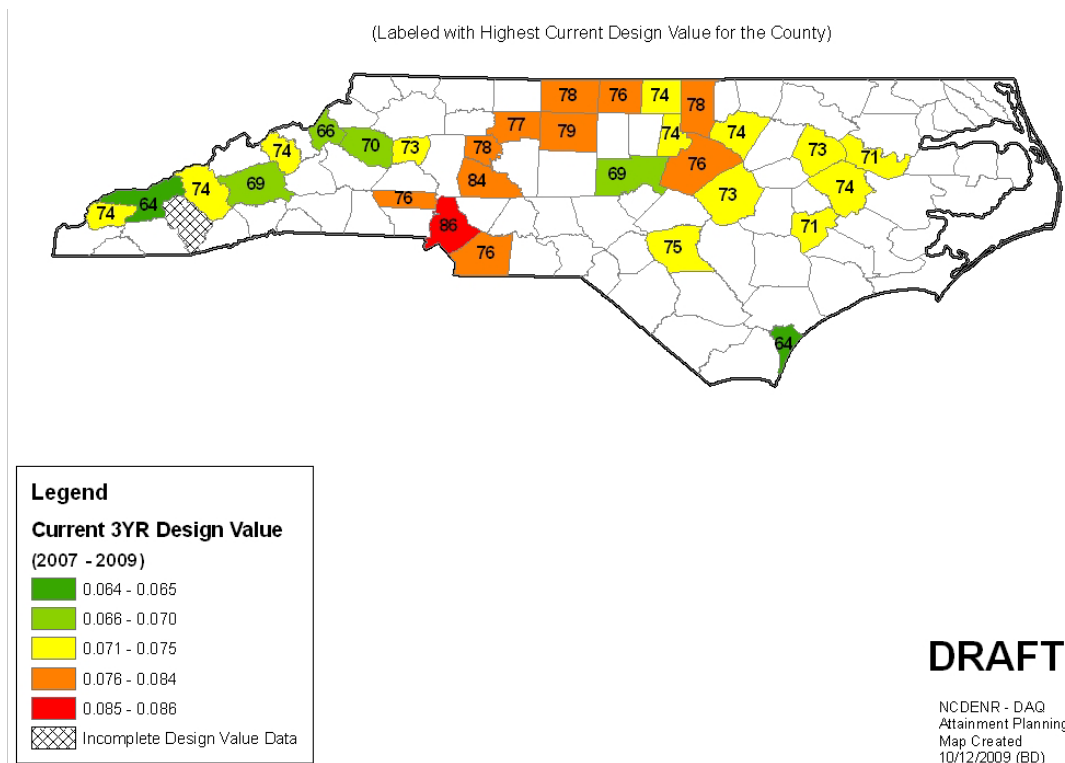 (Labeled with Highest Current Design Value for the County)
78 76 74 78
77 79 74 74
66 70 73 78 73 71
74 84 76
69 69 73 74
74 64 74 76 71
86 75
76
64
Legend
Current 3YR Design Value
(2007 - 2009)
0.064 - 0.065
0.066 - 0.070
0.071 - 0.075
0.076 - 0.084
0.085 - 0.086
Incomplete Design Value Data
DRAFT
NCDENR - DAQ
Attainment Planning
Map Created
10/12/2009 (BD)